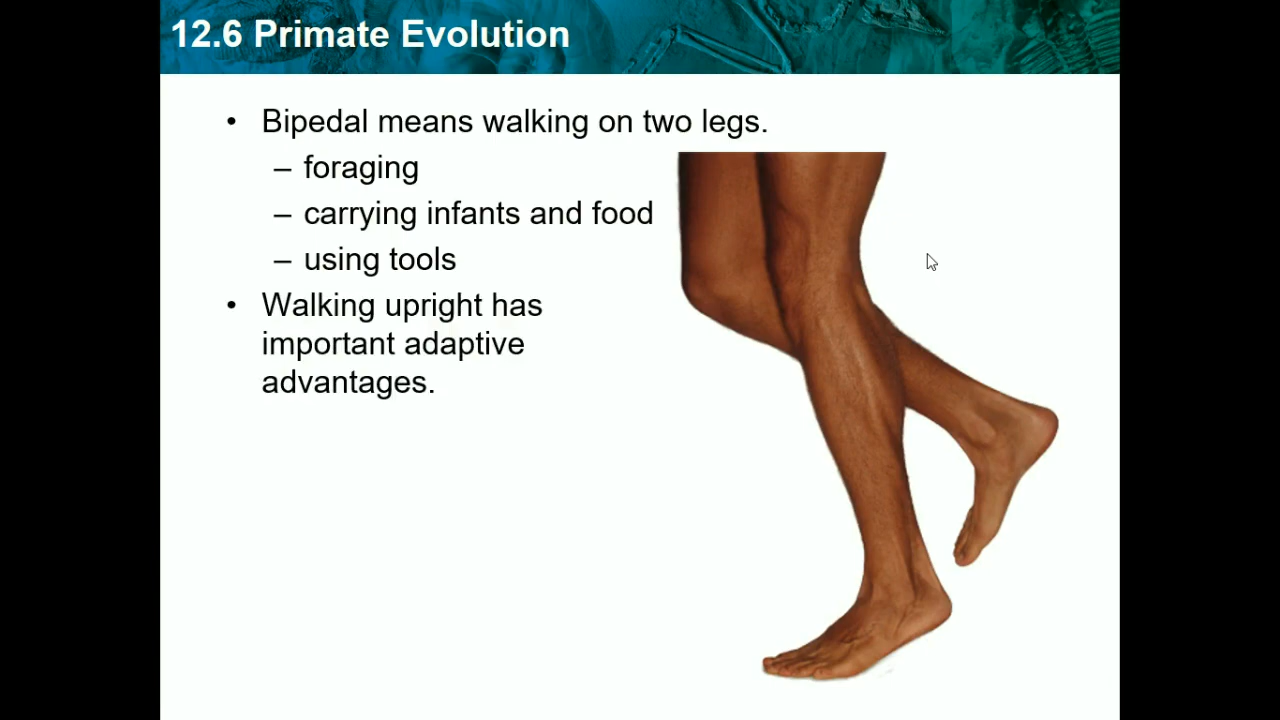 12.6 Primate Evolution
• Bipedal means walking on two legs.
– foraging
– carrying infants and food
– using tools
• Walking upright has
important adaptive
advantages.